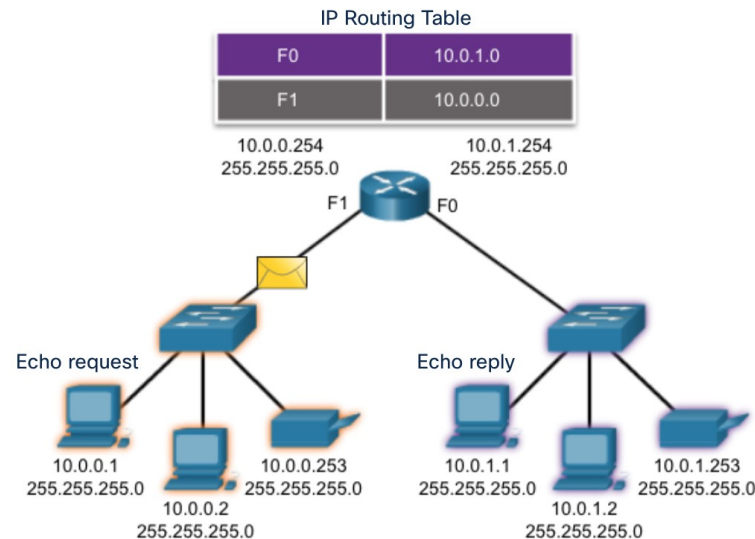 IP Routing Table
F0 10.0.1.0
F1 10.0.0.0
10.0.0.254
255.255.255.0
10.0.1.254
255.255.255.0
F1
F0
Echo request
Echo reply
10.0.0.1
255.255.255.0
10.0.0.2
255.255.255.0
10.0.0.253
255.255.255.0
10.0.1.1
255.255.255.0
10.0.1.2
255.255.255.0
10.0.1.253
255.255.255.0